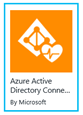 Azure Active
Directory Conne...
By Microsoft